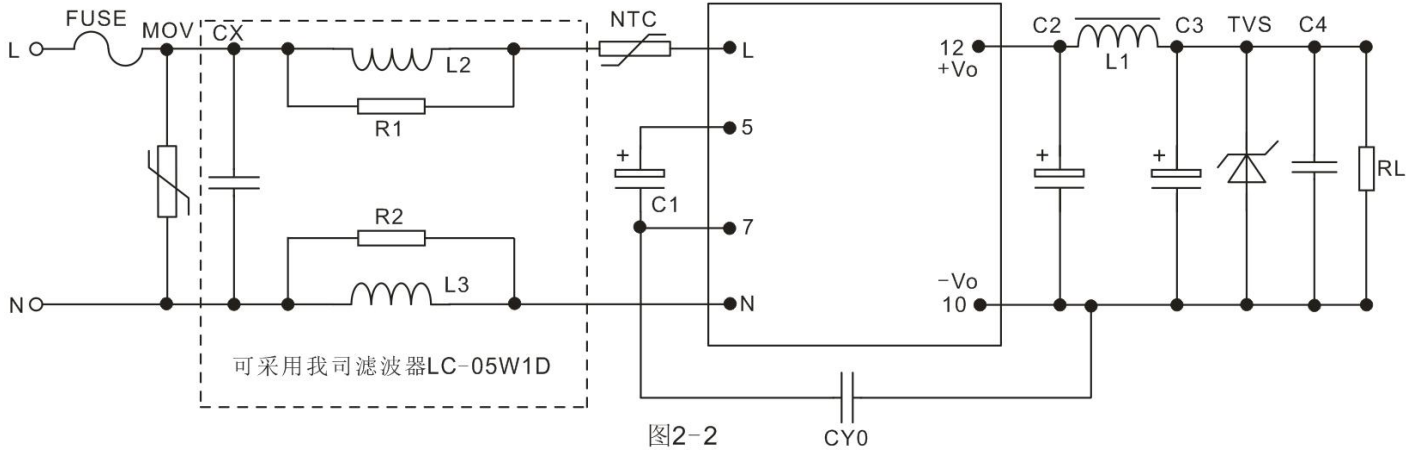 FUSE
MOV
CX
NTC
C2
C3
TVS
C4
L
L2
L
12
+Vo
L1
R1
5
+
+
+
RL
C1
R2
7
L3
-Vo
N
N
10
可采用我司滤波器LC-05W1D
图2-2
CY0